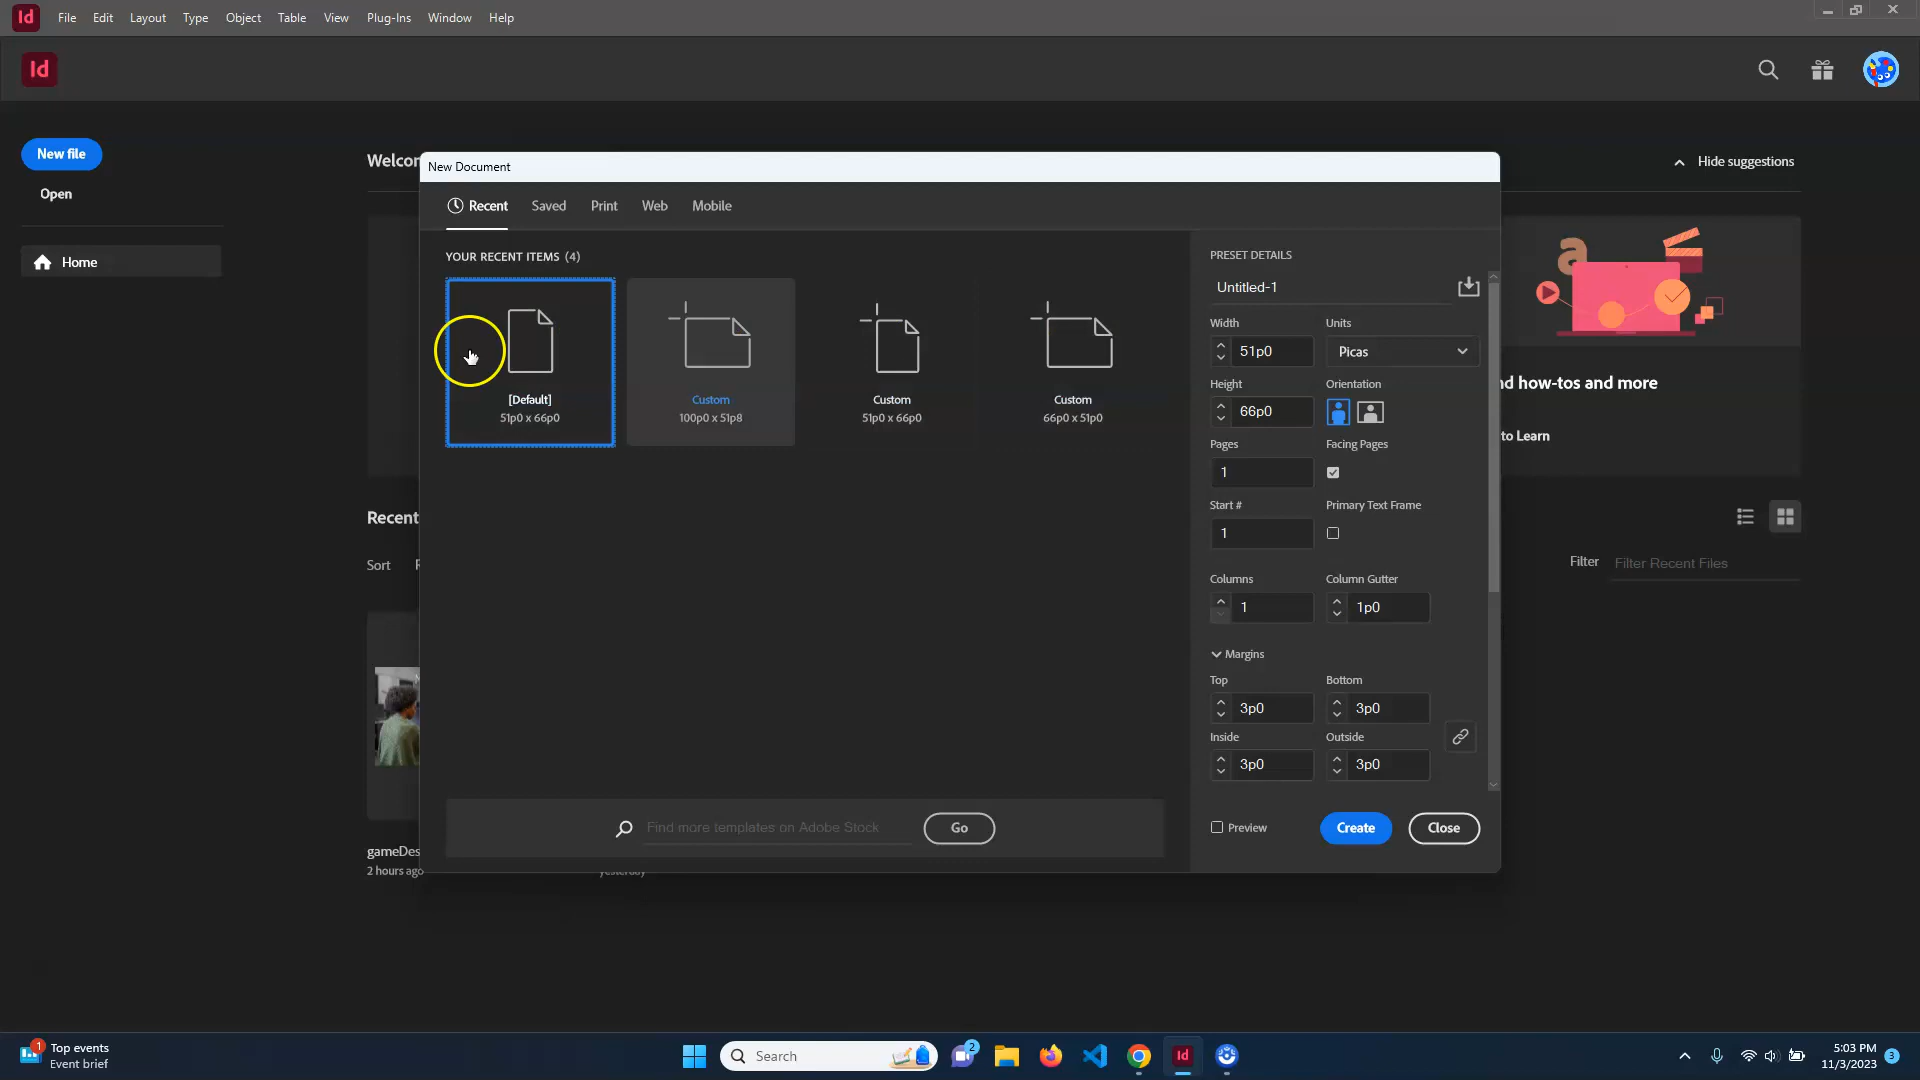 Id File Edit Layout Type Object Table View Plug-Ins Window Help
Id
New file
Open
Home
Welcon
Hide suggestions
New Document
Recent Saved Print Web Mobile
YOUR RECENT ITEMS (4)
[Default]
51p0 x 66p0
Custom
100p0 x 51p8
Custom
51p0 x 66p0
Custom
66p0 x 51p0
PRESET DETAILS
Untitled-1
Width Units
51p0 Picas
Height Orientation
66p0
Pages Facing Pages
1
Start # Primary Text Frame
1
Columns Column Gutter
1 1p0
Margins
Top Bottom
3p0 3p0
Inside Outside
3p0 3p0
Find more templates on Adobe Stock Go
Preview Create Close
a
nd how-tos and more
to Learn
Recent
Sort
Filter Filter Recent Files
gameDes
2 hours ago
yesterday
1 Top events
Event brief
Search
2
Id
5:03 PM
11/3/2023
3